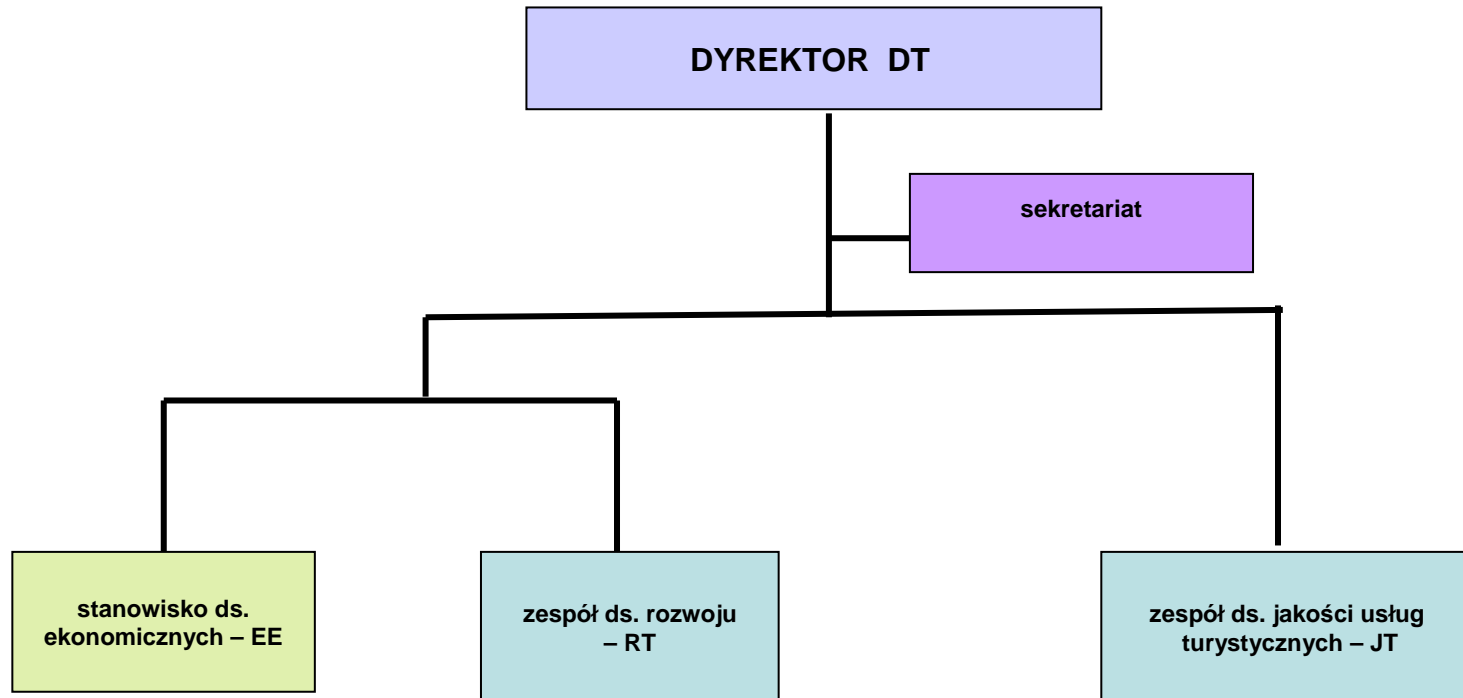 DYREKTOR DT
sekretariat
stanowisko ds.
ekonomicznych – EE
zespół ds. rozwoju
– RT
zespół ds. jakości usług
turystycznych – JT